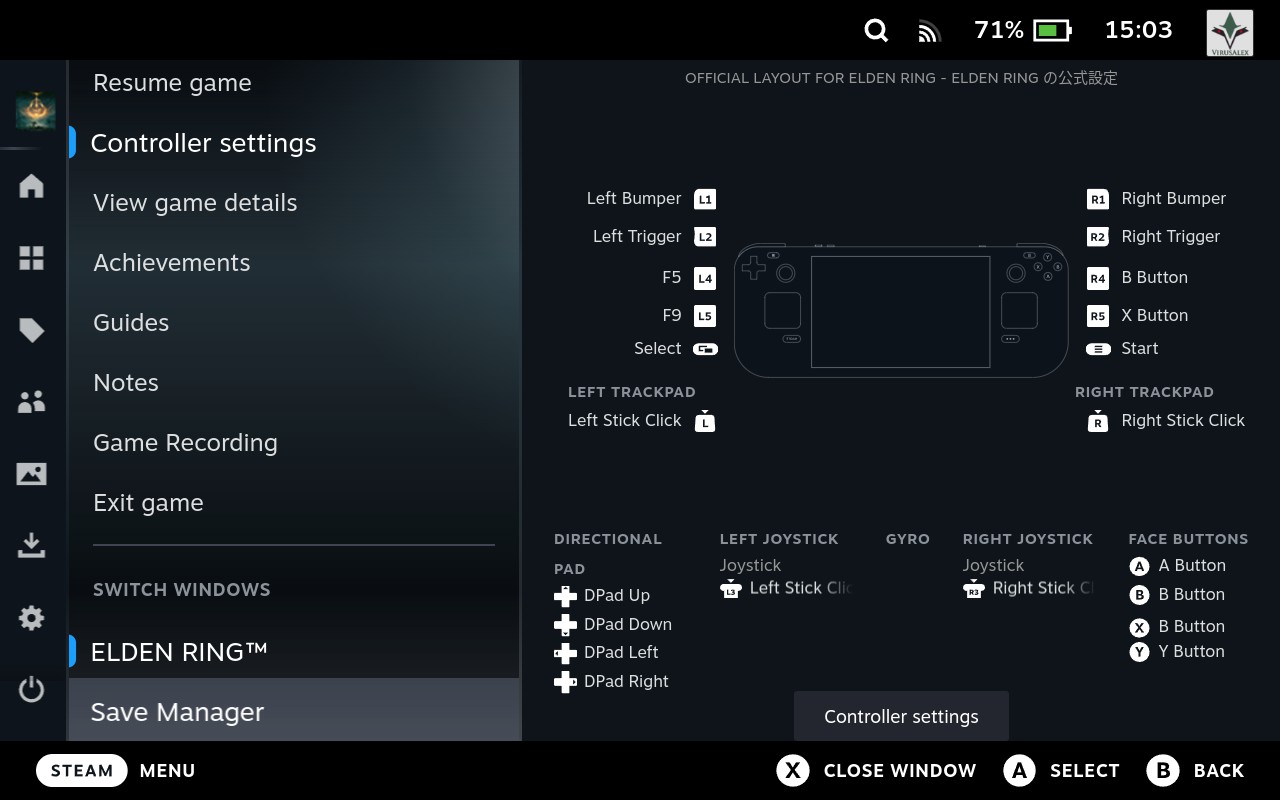 71%
15:03
VIRUSALEX
Resume game
Controller settings
View game details
Achievements
Guides
Notes
Game Recording
Exit game
SWITCH WINDOWS
ELDEN RING™
Save Manager
OFFICIAL LAYOUT FOR ELDEN RING - ELDEN RING の公式設定
Left Bumper L1
R1 Right Bumper
Left Trigger L2
R2 Right Trigger
F5 L4
R4 B Button
F9 L5
R5 X Button
Select
Start
LEFT TRACKPAD
RIGHT TRACKPAD
Left Stick Click L
R Right Stick Click
DIRECTIONAL
PAD
DPad Up
DPad Down
DPad Left
DPad Right
LEFT JOYSTICK
Joystick
L3 Left Stick Clic
GYRO
RIGHT JOYSTICK
Joystick
R3 Right Stick Cl
FACE BUTTONS
A A Button
B B Button
X B Button
Y Y Button
Controller settings
STEAM MENU
X CLOSE WINDOW
A SELECT
B BACK